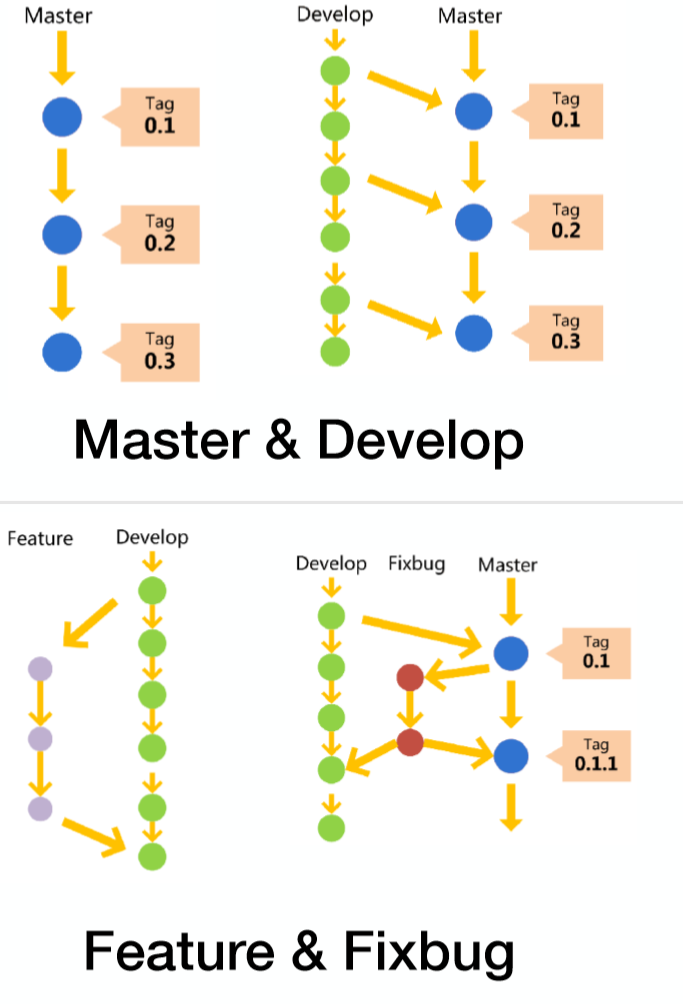 Master
Tag
0.1
Tag
0.2
Tag
0.3
Develop Master
Tag
0.1
Tag
0.2
Tag
0.3
Master & Develop
Feature Develop
Develop Fixbug Master
Tag
0.1
Tag
0.1.1
Feature & Fixbug